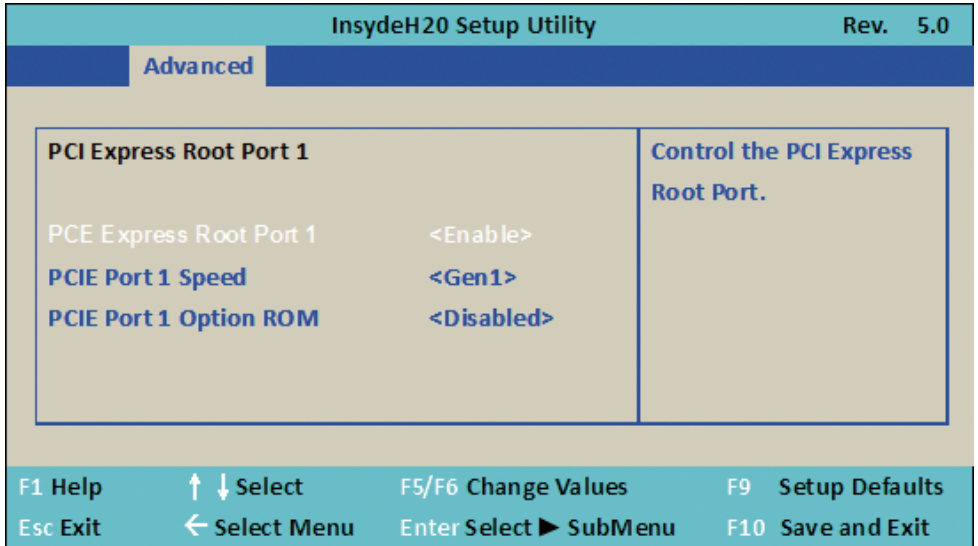 InsydeH20 Setup Utility Rev. 5.0
Advanced
PCI Express Root Port 1
Control the PCI Express
Root Port.
PCE Express Root Port 1 <Enable>
PCIE Port 1 Speed <Gen1>
PCIE Port 1 Option ROM <Disabled>
F1 Help ↑ ↓ Select F5/F6 Change Values F9 Setup Defaults
Esc Exit ← Select Menu Enter Select ▶ SubMenu F10 Save and Exit